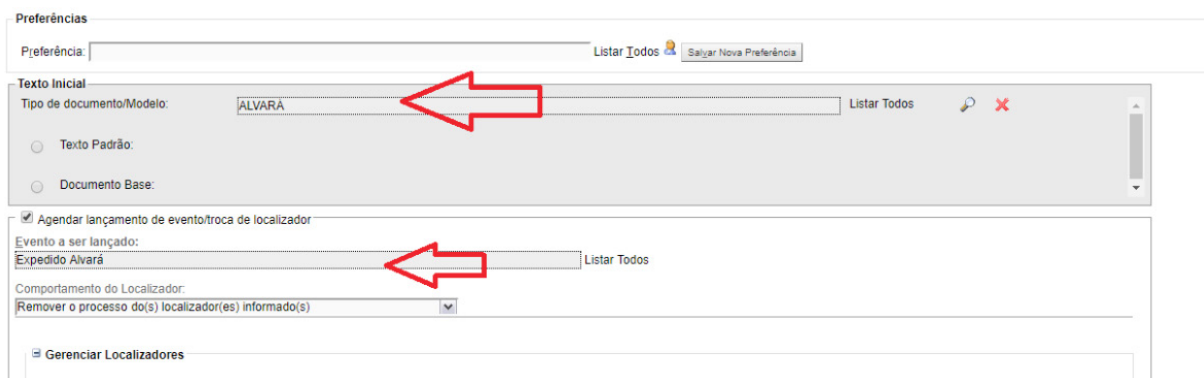 Preferências
Preferência: Listar Todos Salvar Nova Preferência
Texto Inicial
Tipo de documento/Modelo: ALVARÁ Listar Todos
Texto Padrão:
Documento Base:
Agendar lançamento de evento/troca de localizador
Evento a ser lançado:
Expedido Alvará Listar Todos
Comportamento do Localizador:
Remover o processo do(s) localizador(es) informado(s)
Gerenciar Localizadores